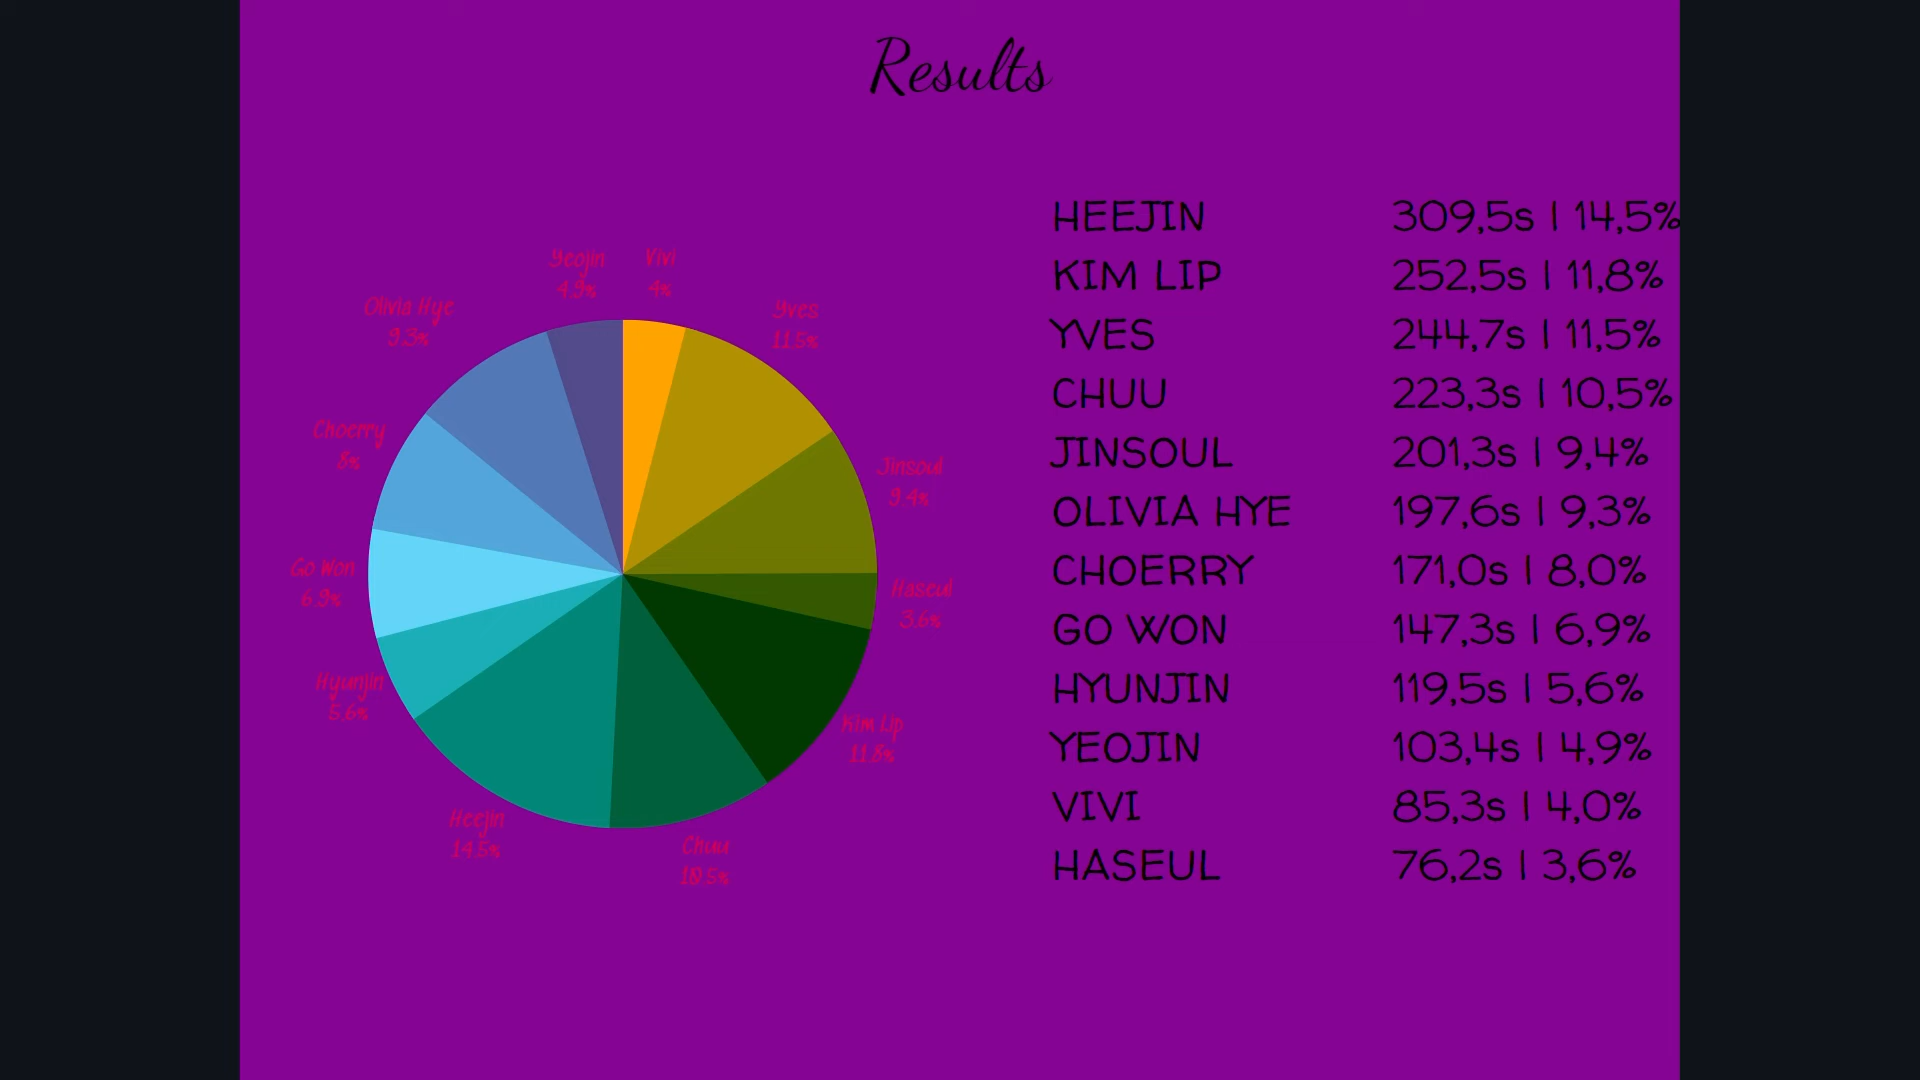 Results
Yeojin
4.9%
Vivi
4%
Olivia Hye
9.3%
Yves
11.5%
Choerry
8%
Jinsoul
9.4%
Go Won
6.9%
Haseul
3.6%
Hyunjin
5.6%
Kim Lip
11.8%
Heejin
14.5%
Chuu
10.5%
HEEJIN 309,5s | 14,5%
KIM LIP 252,5s | 11,8%
YVES 244,7s | 11,5%
CHUU 223,3s | 10,5%
JINSOUL 201,3s | 9,4%
OLIVIA HYE 197,6s | 9,3%
CHOERRY 171,0s | 8,0%
GO WON 147,3s | 6,9%
HYUNJIN 119,5s | 5,6%
YEOJIN 103,4s | 4,9%
VIVI 85,3s | 4,0%
HASEUL 76,2s | 3,6%